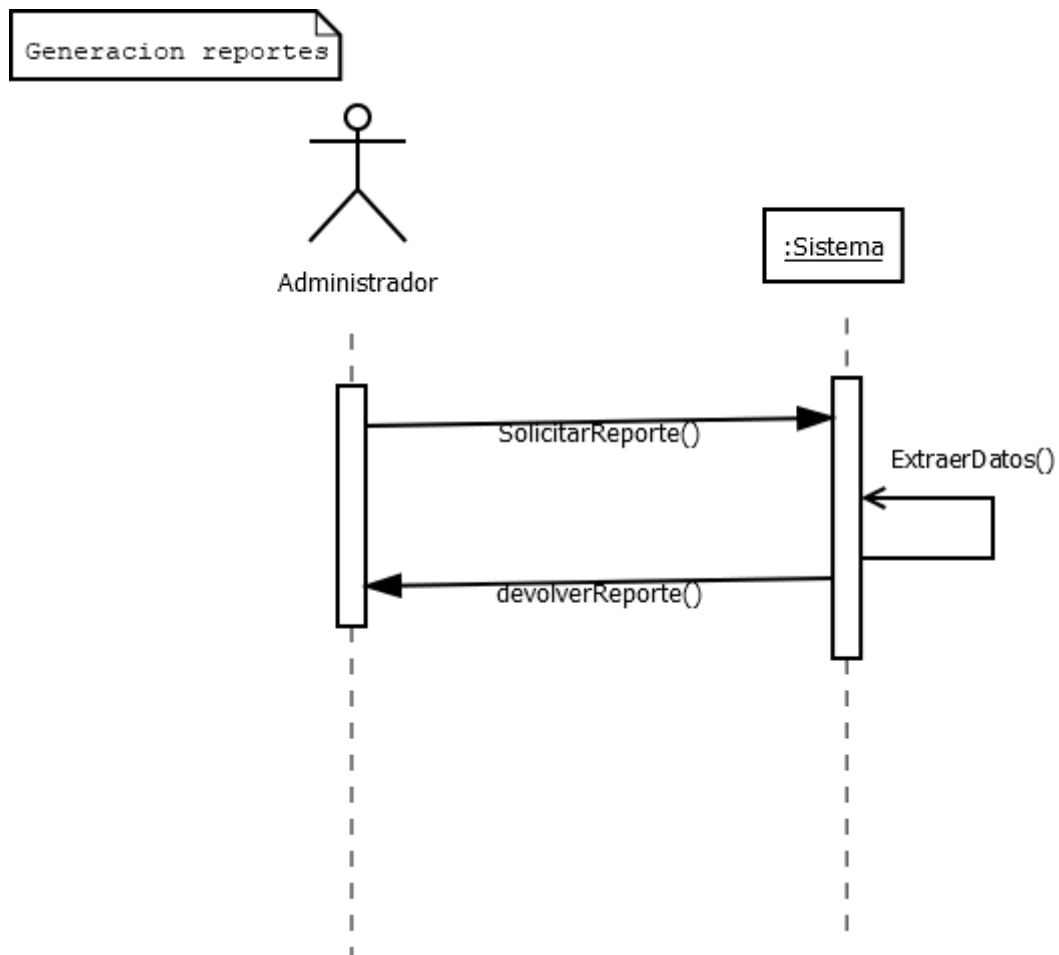 Generacion reportes
Administrador
:Sistema
SolicitarReporte()
ExtraerDatos()
devolverReporte()